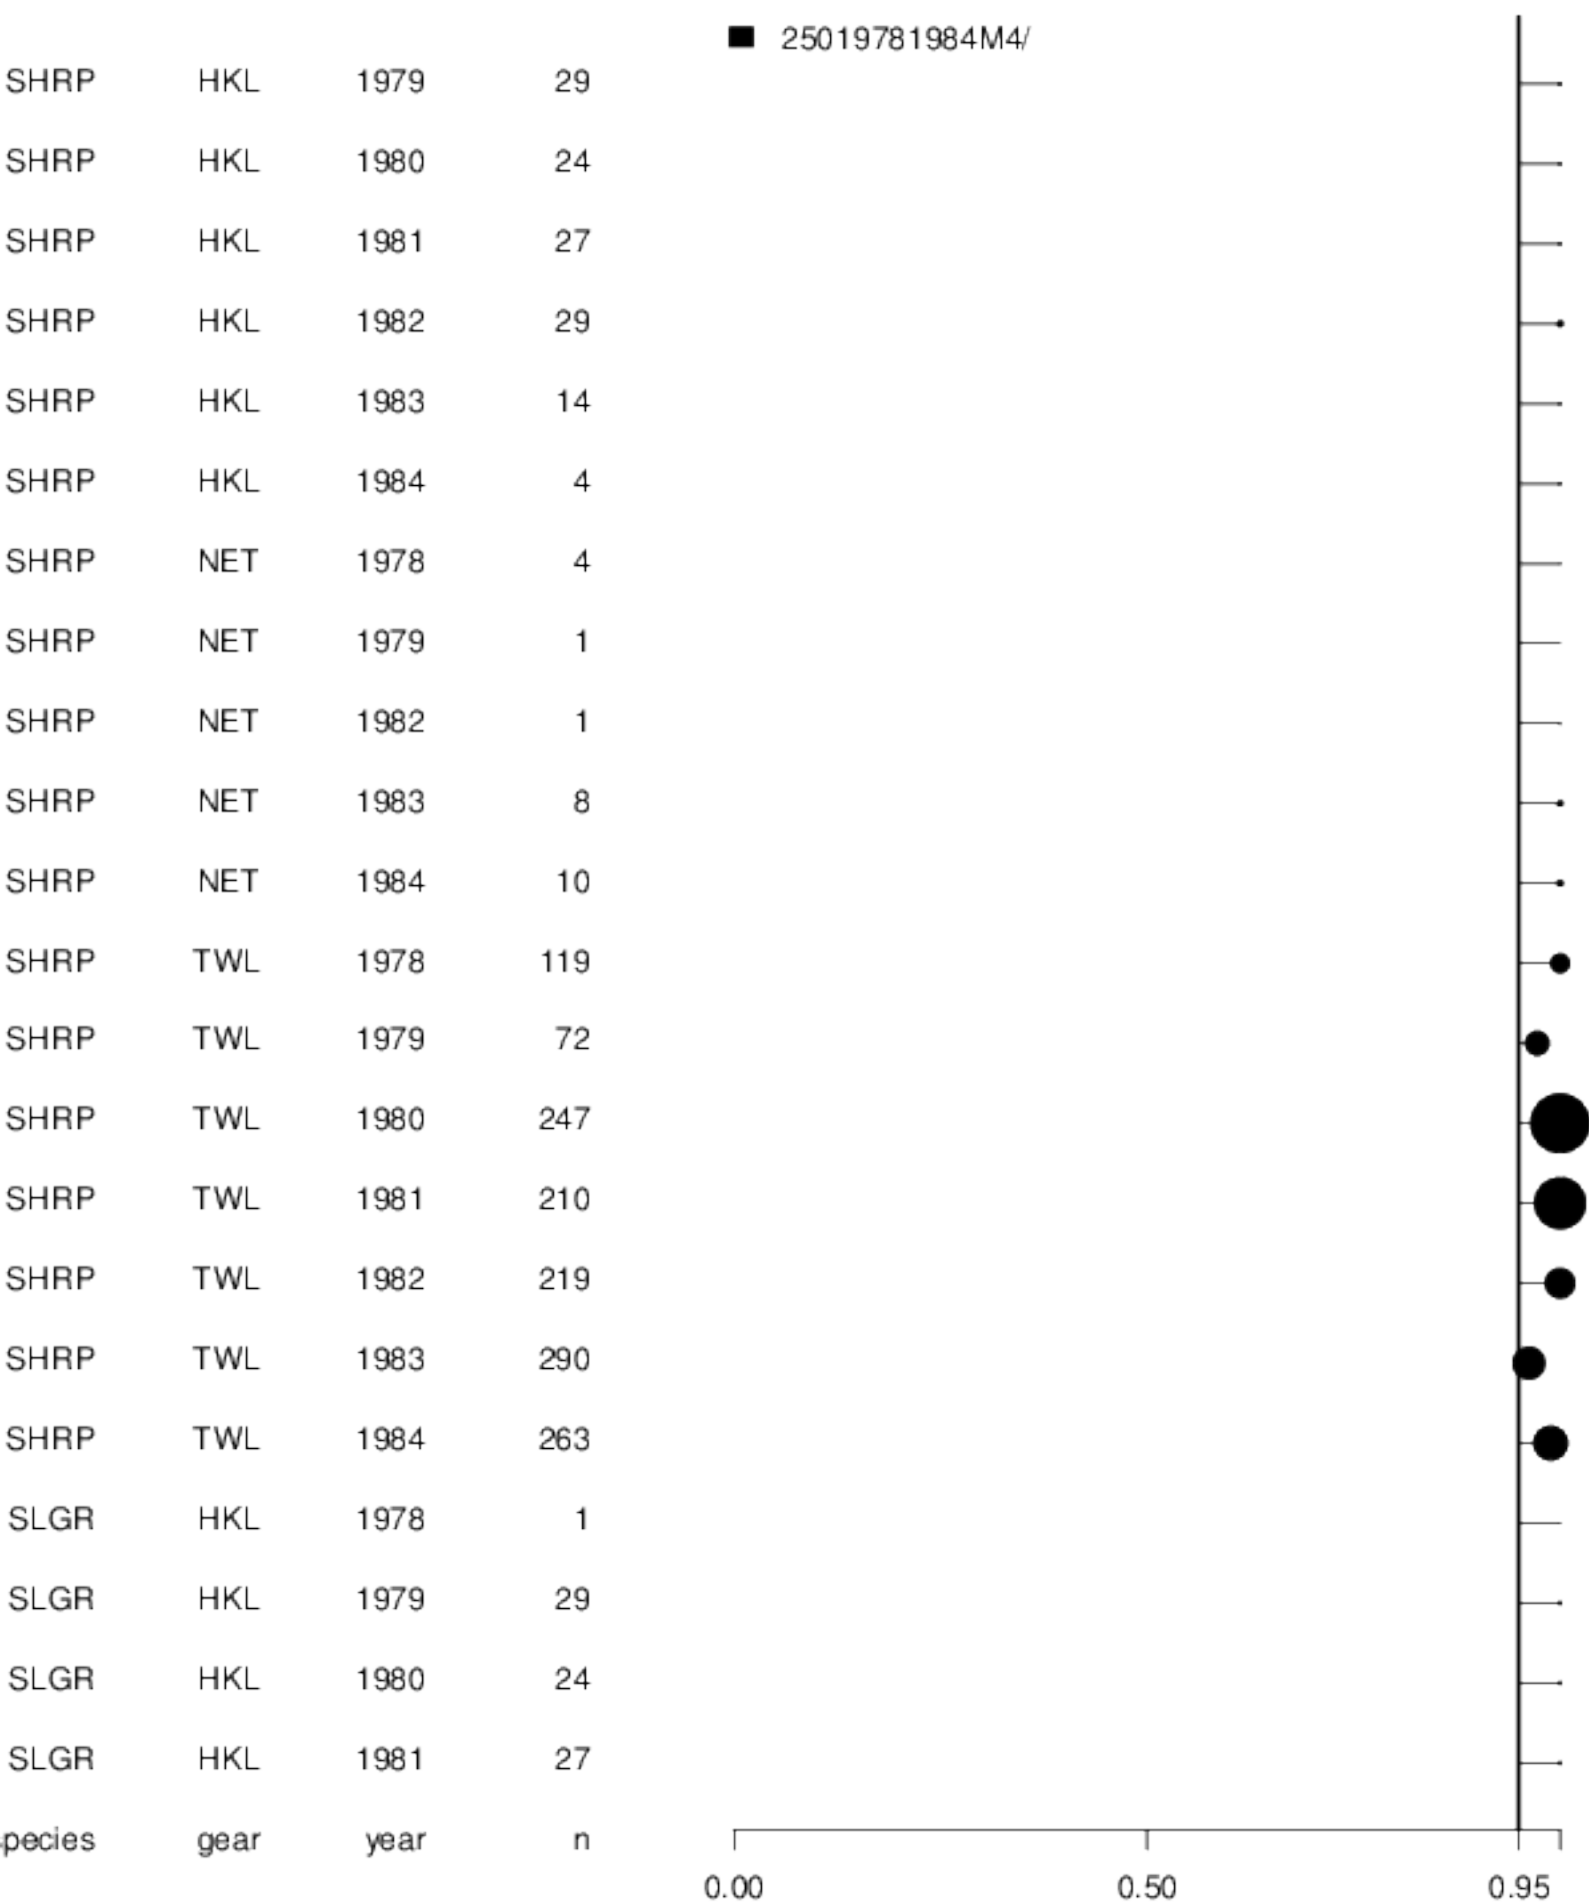 25019781984M4/
SHRP HKL 1979 29
SHRP HKL 1980 24
SHRP HKL 1981 27
SHRP HKL 1982 29
SHRP HKL 1983 14
SHRP HKL 1984 4
SHRP NET 1978 4
SHRP NET 1979 1
SHRP NET 1982 1
SHRP NET 1983 8
SHRP NET 1984 10
SHRP TWL 1978 119
SHRP TWL 1979 72
SHRP TWL 1980 247
SHRP TWL 1981 210
SHRP TWL 1982 219
SHRP TWL 1983 290
SHRP TWL 1984 263
SLGR HKL 1978 1
SLGR HKL 1979 29
SLGR HKL 1980 24
SLGR HKL 1981 27
pecies gear year n
0.00 0.50 0.95